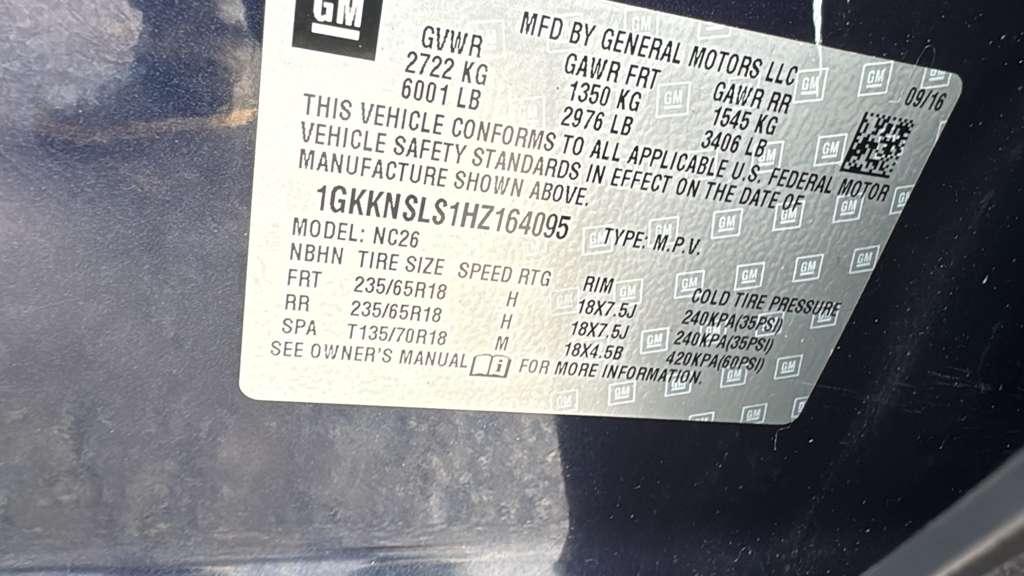 GM
MFD BY GENERAL MOTORS LLC
GVWR GAWR FRT GAWR RR 09/16
2722 KG 1350 KG 1545 KG
6001 LB 2976 LB 3406 LB
THIS VEHICLE CONFORMS TO ALL APPLICABLE U.S. FEDERAL MOTOR
VEHICLE SAFETY STANDARDS IN EFFECT ON THE DATE OF
MANUFACTURE SHOWN ABOVE.
1GKKNSLS1HZ164095 TYPE: M.P.V.
MODEL: NC26
NBHN TIRE SIZE SPEED RTG RIM COLD TIRE PRESSURE
FRT 235/65R18 H 18X7.5J 240KPA(35PSI)
RR 235/65R18 H 18X7.5J 240KPA(35PSI)
SPA T135/70R18 M 18X4.5B 420KPA(60PSI)
SEE OWNER'S MANUAL FOR MORE INFORMATION.